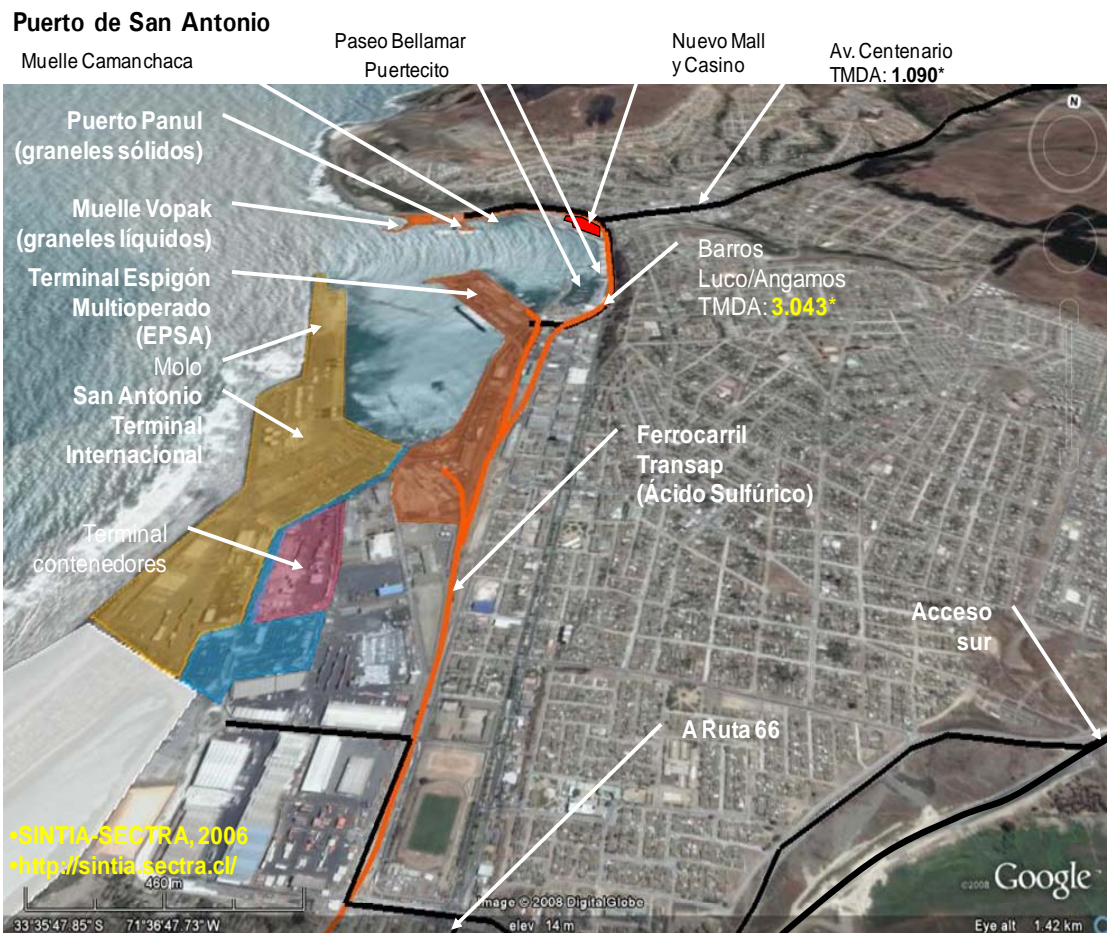 Puerto de San Antonio
Muelle Camanchaca
Paseo Bellamar
Puertecito
Nuevo Mall
y Casino
Av. Centenario
TMDA: 1.090*
N
Puerto Panul
(graneles sólidos)
Muelle Vopak
(graneles líquidos)
Terminal Espigón
Multioperado
(EPSA)
Molo
San Antonio
Terminal
Internacional
Terminal
contenedores
Barros
Luco/Angamos
TMDA: 3.043*
Ferrocarril
Transap
(Ácido Sulfúrico)
Acceso
sur
A Ruta 66
•SINTIA-SECTRA, 2006
•http://sintia.sectra.cl/
460 m
Image © 2008 DigitalGlobe
©2008 Google
33°35'47.85" S 71°36'47.73" W
elev 14 m
Eye alt 1.42 km